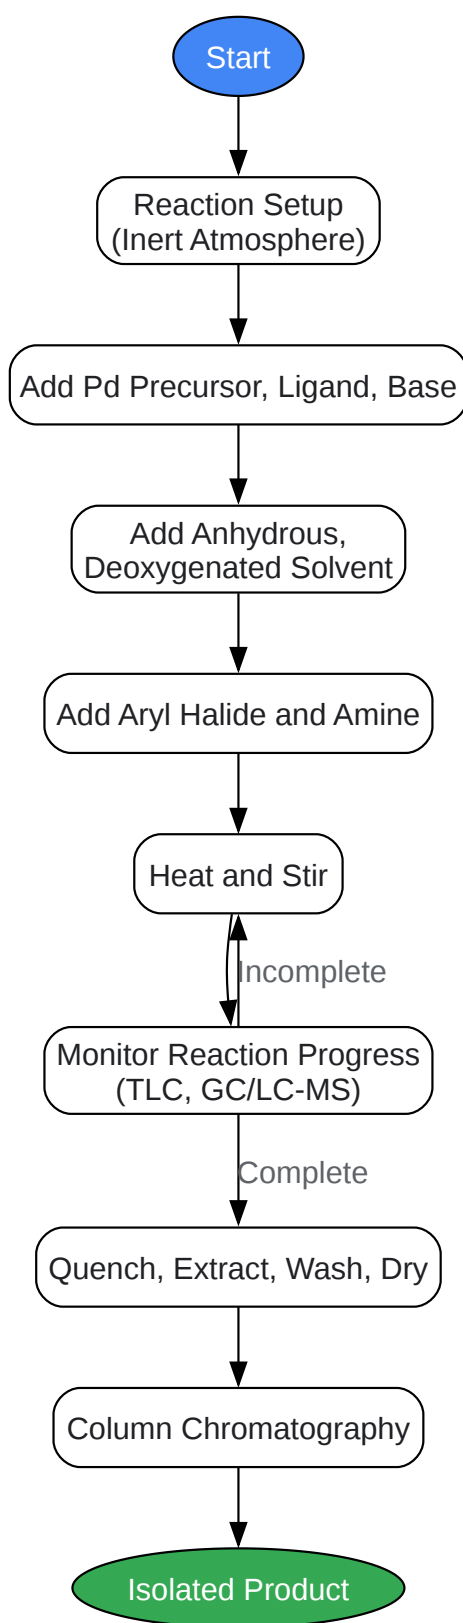 Start
Reaction Setup
(Inert Atmosphere)
Add Pd Precursor, Ligand, Base
Add Anhydrous,
Deoxygenated Solvent
Add Aryl Halide and Amine
Heat and Stir
Incomplete
Monitor Reaction Progress
(TLC, GC/LC-MS)
Complete
Quench, Extract, Wash, Dry
Column Chromatography
Isolated Product